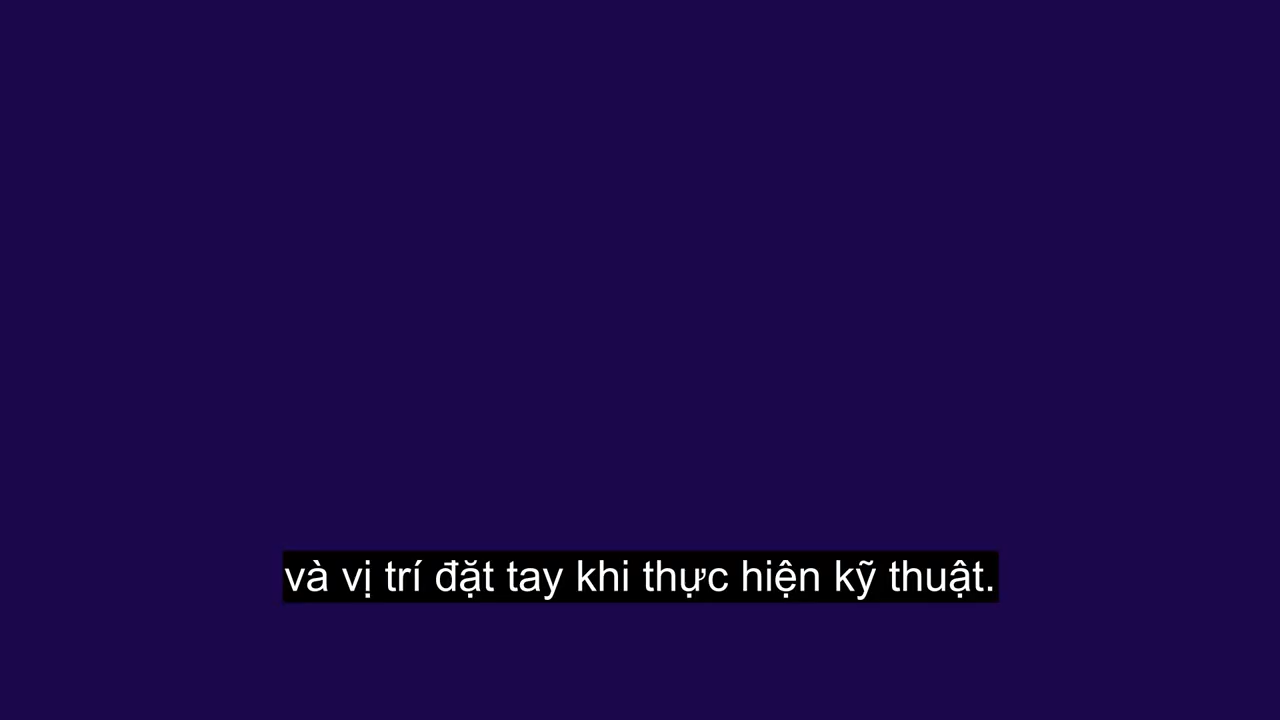 và vị trí đặt tay khi thực hiện kỹ thuật.